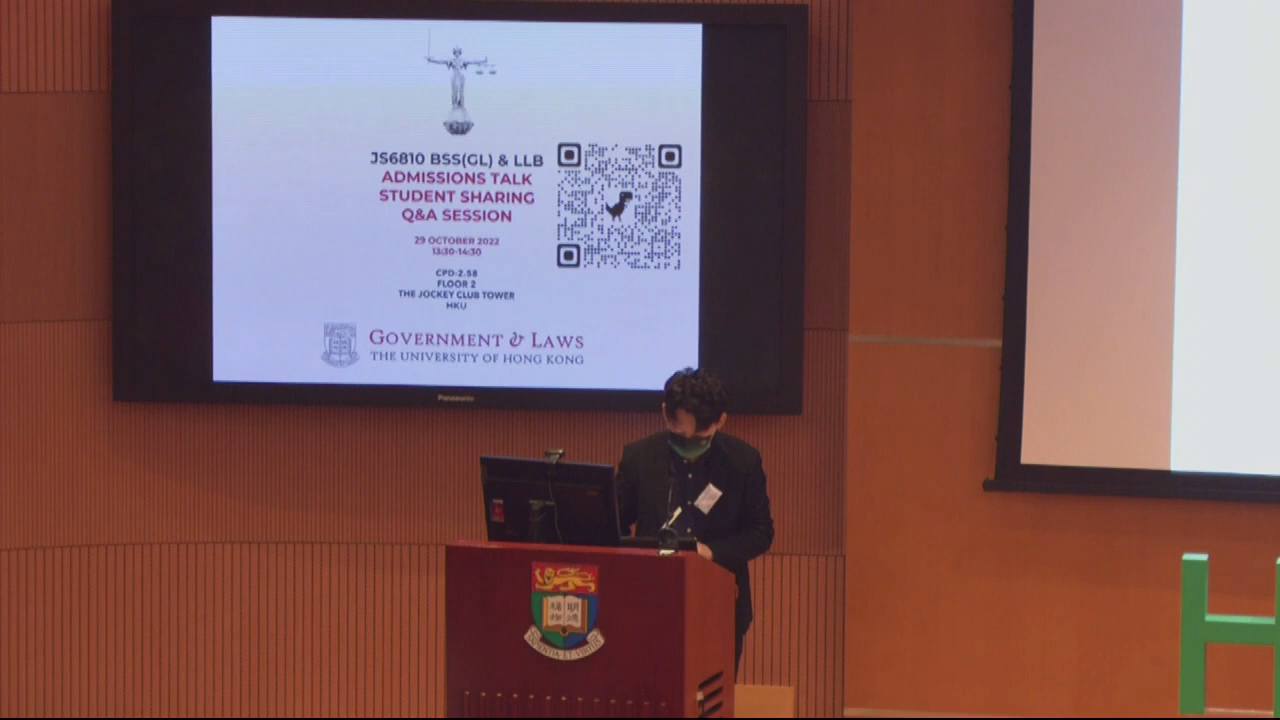 JS6810 BSS(GL) & LLB
ADMISSIONS TALK
STUDENT SHARING
Q&A SESSION
29 OCTOBER 2022
13:30-14:30
CPD-2.58
FLOOR 2
THE JOCKEY CLUB TOWER
HKU
GOVERNMENT & LAWS
THE UNIVERSITY OF HONG KONG
Panasonic
H